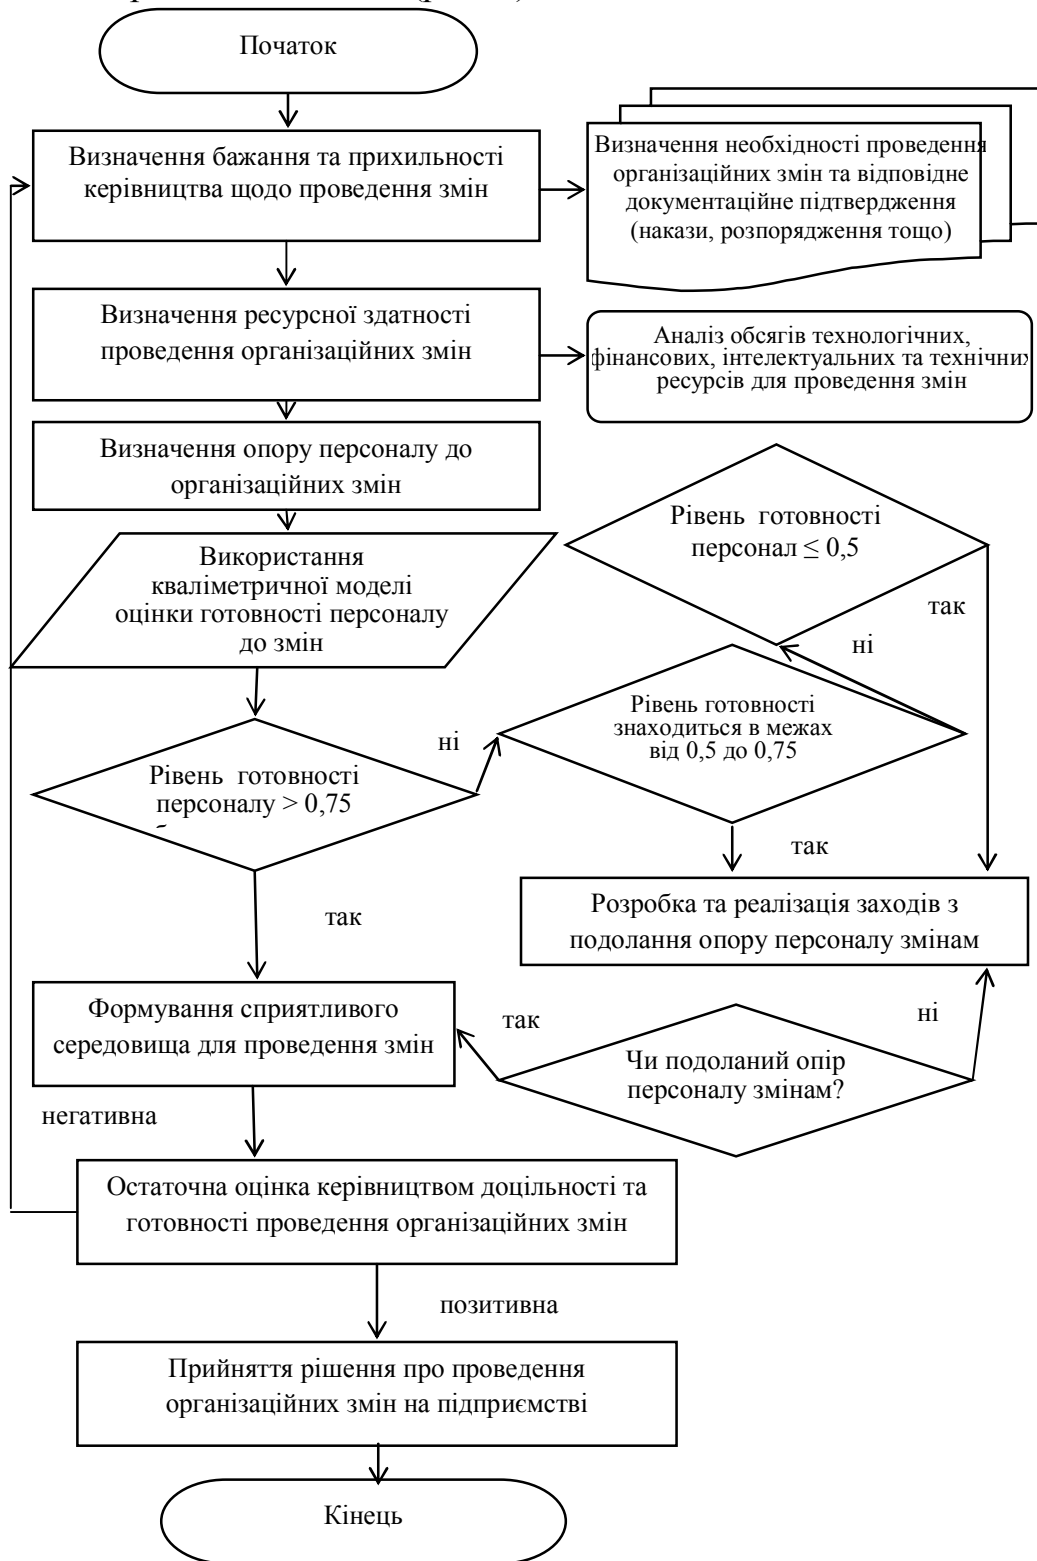 Початок
Визначення бажання та прихильності
керівництва щодо проведення змін
Визначення необхідності проведення
організаційних змін та відповідне
документаційне підтвердження
(накази, розпорядження тощо)
Визначення ресурсної здатності
проведення організаційних змін
Аналіз обсягів технологічних,
фінансових, інтелектуальних та технічних
ресурсів для проведення змін
Визначення опору персоналу до
організаційних змін
Рівень готовності
персонал ≤ 0,5
Використання
кваліметричної моделі
оцінки готовності персоналу
до змін
так
ні
Рівень готовності
знаходиться в межах
від 0,5 до 0,75
ні
Рівень готовності
персоналу > 0,75
так
так
Розробка та реалізація заходів з
подолання опору персоналу змінам
Формування сприятливого
середовища для проведення змін
так
ні
Чи подоланий опір
персоналу змінам?
негативна
Остаточна оцінка керівництвом доцільності та
готовності проведення організаційних змін
позитивна
Прийняття рішення про проведення
організаційних змін на підприємстві
Кінець